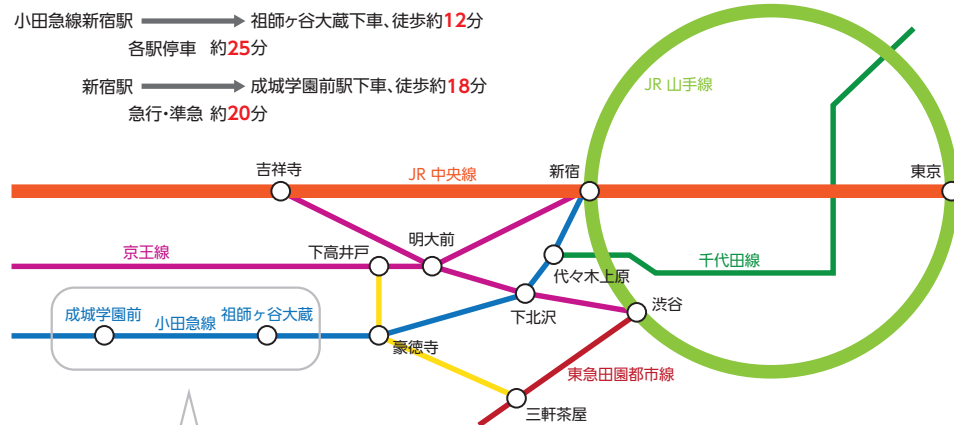 小田急線新宿駅 祖師ヶ谷大蔵下車、徒歩約12分
各駅停車 約25分
新宿駅 成城学園前駅下車、徒歩約18分
急行・準急 約20分
JR 山手線
吉祥寺
JR 中央線
新宿
東京
京王線
下高井戸
明大前
代々木上原
千代田線
成城学園前
小田急線
祖師ヶ谷大蔵
豪徳寺
下北沢
渋谷
東急田園都市線
三軒茶屋